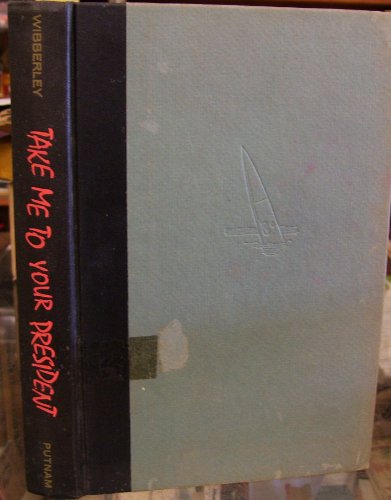 WIBBERLEY
TAKE ME TO YOUR PRESIDENT
PUTNAM